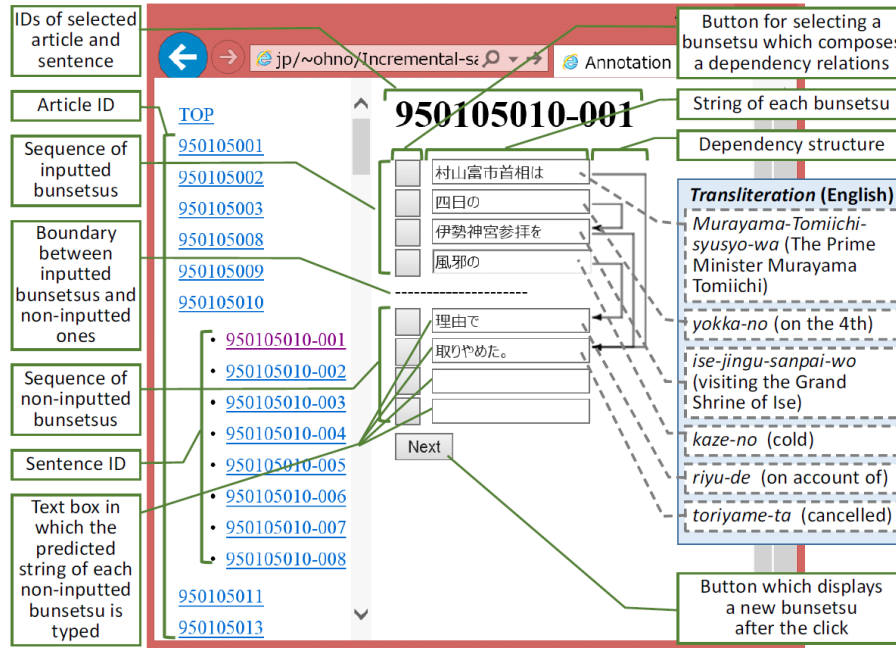 IDs of selected
article and
sentence
Article ID
Sequence of
inputted
bunsetsus
Boundary
between
inputted
bunsetsus and
non-inputted
ones
Sequence of
non-inputted
bunsetsus
Sentence ID
Text box in
which the
predicted
string of each
non-inputted
bunsetsu is
typed
jp/~ohno/Incremental-sa
Annotation
TOP
950105001
950105002
950105003
950105008
950105009
950105010
• 950105010-001
• 950105010-002
• 950105010-003
• 950105010-004
• 950105010-005
• 950105010-006
• 950105010-007
• 950105010-008
950105011
950105013
950105010-001
村山富市首相は
四日の
伊勢神宮参拝を
風邪の
---------------------
理由で
取りやめた。
Next
Button for selecting a
bunsetsu which composes
a dependency relations
String of each bunsetsu
Dependency structure
Transliteration (English)
Murayama-Tomiichi-
syusyo-wa (The Prime
Minister Murayama
Tomiichi)
yokka-no (on the 4th)
ise-jingu-sanpai-wo
(visiting the Grand
Shrine of Ise)
kaze-no (cold)
riyu-de (on account of)
toriyame-ta (cancelled)
Button which displays
a new bunsetsu
after the click